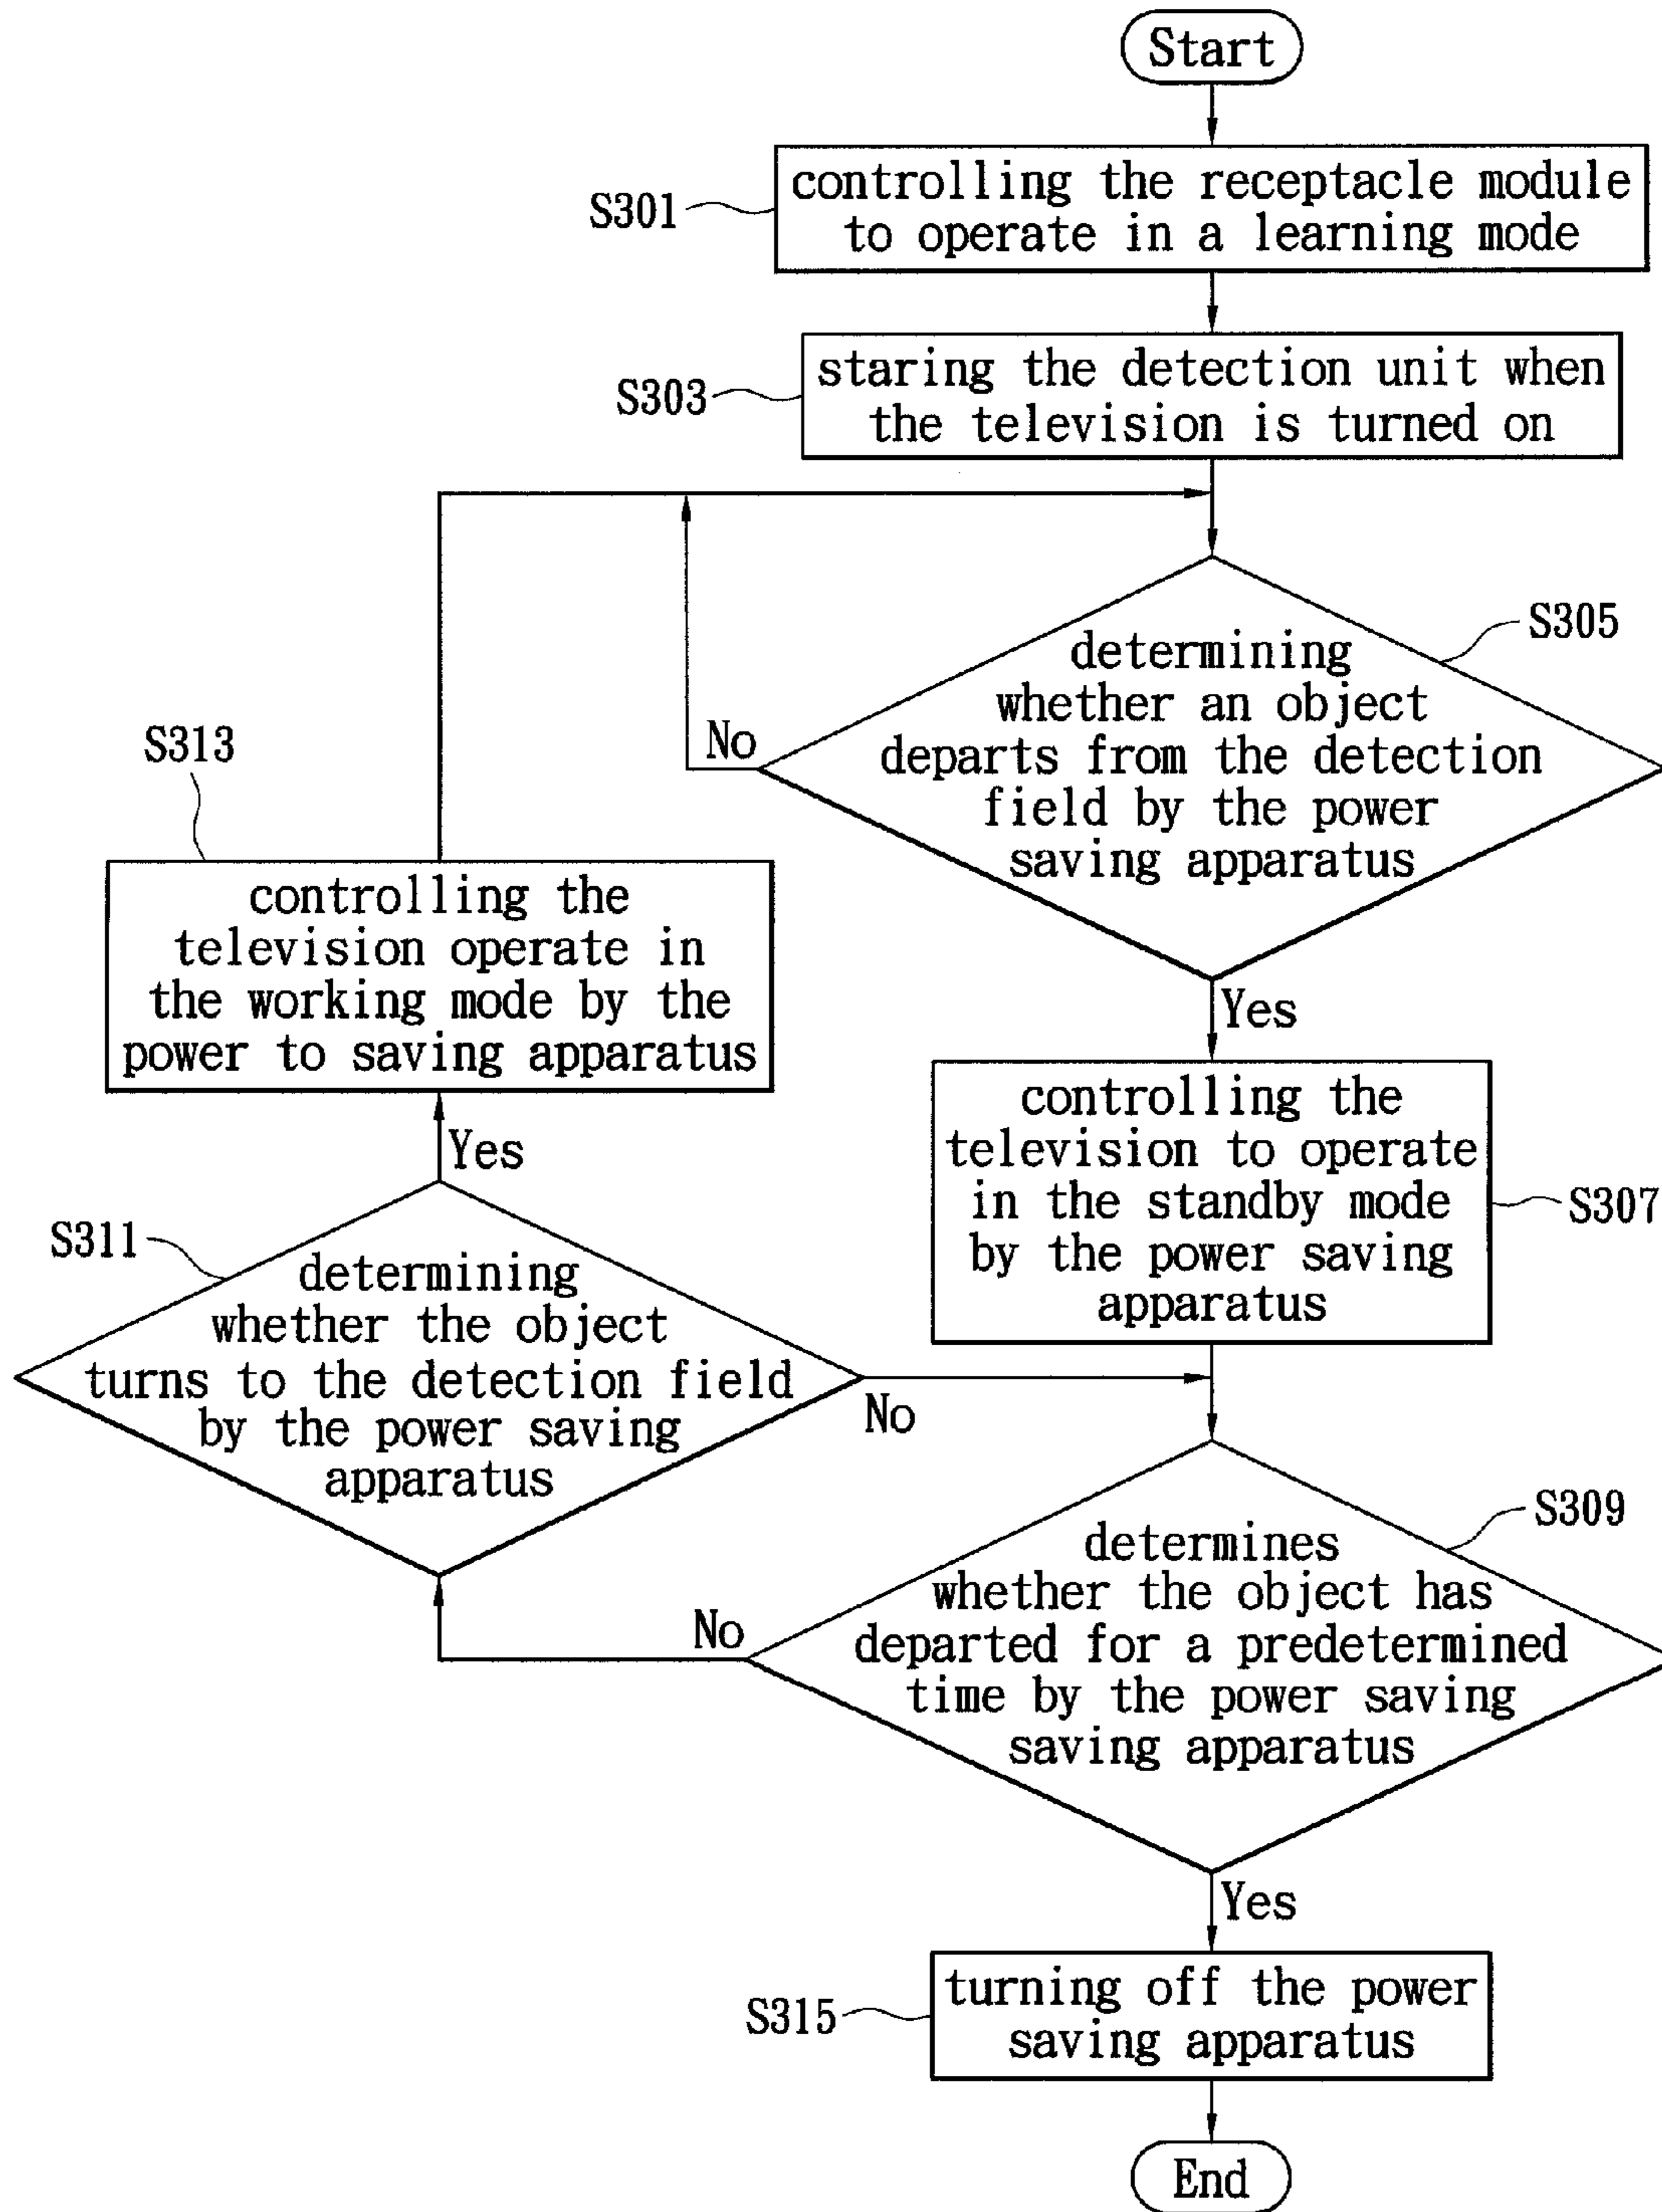 Start
S301
controlling the receptacle module
to operate in a learning mode
S303
staring the detection unit when
the television is turned on
S305
determining
whether an object
departs from the detection
field by the power
saving apparatus
No
Yes
S313
controlling the
television operate in
the working mode by the
power to saving apparatus
S307
controlling the
television to operate
in the standby mode
by the power saving
apparatus
Yes
S311
determining
whether the object
turns to the detection field
by the power saving
apparatus
No
S309
determines
whether the object has
departed for a predetermined
time by the power saving
saving apparatus
No
Yes
S315
turning off the power
saving apparatus
End